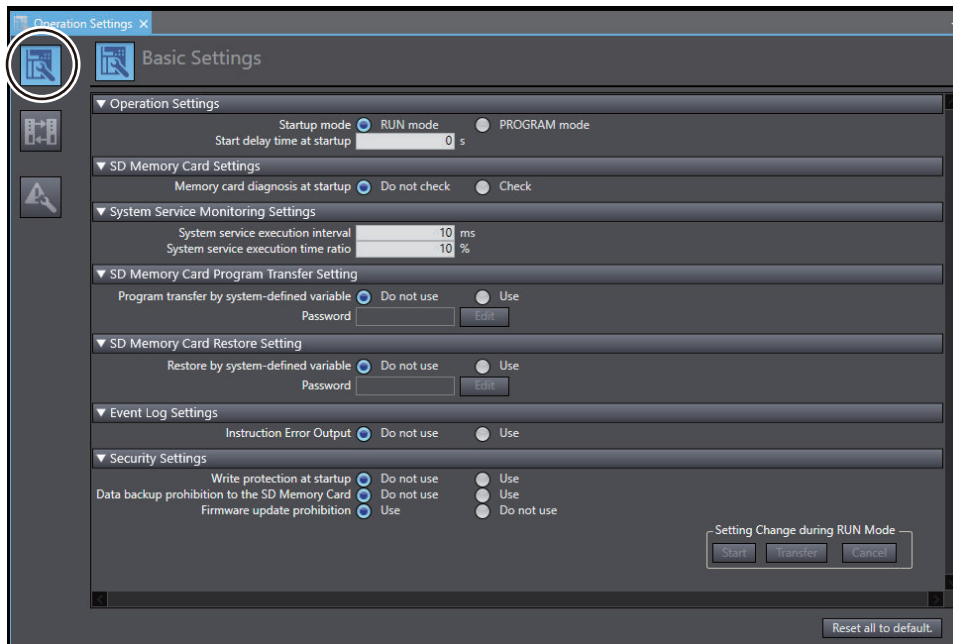 Operation Settings ×
Basic Settings
▼ Operation Settings
Startup mode RUN mode PROGRAM mode
Start delay time at startup 0 s
▼ SD Memory Card Settings
Memory card diagnosis at startup Do not check Check
▼ System Service Monitoring Settings
System service execution interval 10 ms
System service execution time ratio 10 %
▼ SD Memory Card Program Transfer Setting
Program transfer by system-defined variable Do not use Use
Password Edit
▼ SD Memory Card Restore Setting
Restore by system-defined variable Do not use Use
Password Edit
▼ Event Log Settings
Instruction Error Output Do not use Use
▼ Security Settings
Write protection at startup Do not use Use
Data backup prohibition to the SD Memory Card Do not use Use
Firmware update prohibition Use Do not use
Setting Change during RUN Mode
Start Transfer Cancel
Reset all to default.